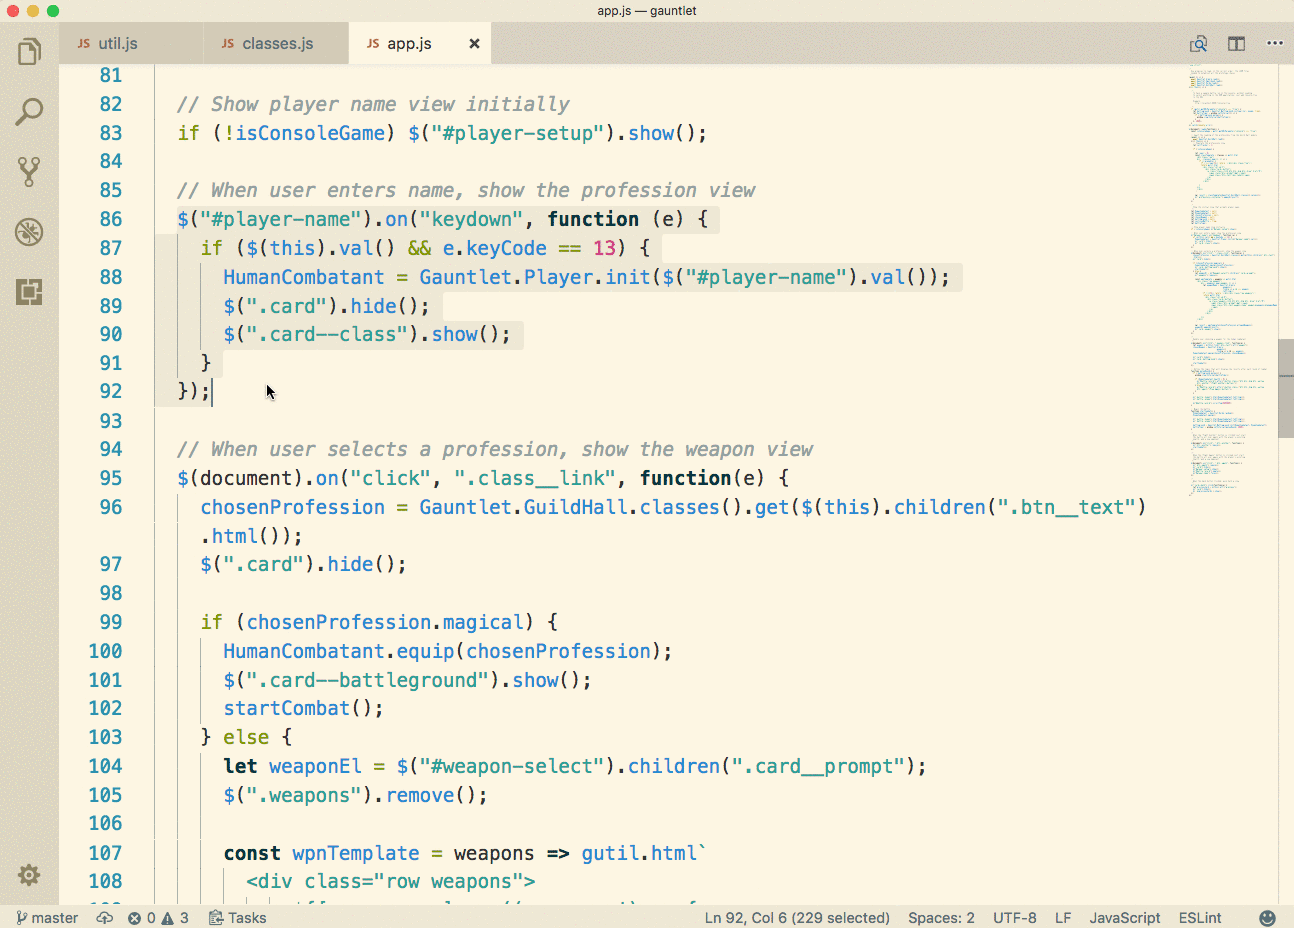 app.js — gauntlet
JS util.js
JS classes.js
JS app.js
81
82 // Show player name view initially
83 if (!isConsoleGame) $("#player-setup").show();
84
85 // When user enters name, show the profession view
86 $("#player-name").on("keydown", function (e) {
87 if ($(this).val() && e.keyCode == 13) {
88 HumanCombatant = Gauntlet.Player.init($("#player-name").val());
89 $(".card").hide();
90 $(".card--class").show();
91 }
92 });
93
94 // When user selects a profession, show the weapon view
95 $(document).on("click", ".class__link", function(e) {
96 chosenProfession = Gauntlet.GuildHall.classes().get($(this).children(".btn__text")
.html());
97 $(".card").hide();
98
99 if (chosenProfession.magical) {
100 HumanCombatant.equip(chosenProfession);
101 $(".card--battleground").show();
102 startCombat();
103 } else {
104 let weaponEl = $("#weapon-select").children(".card__prompt");
105 $(".weapons").remove();
106
107 const wpnTemplate = weapons => gutil.html`
108 <div class="row weapons">
master 0 3 Tasks Ln 92, Col 6 (229 selected) Spaces: 2 UTF-8 LF JavaScript ESLint